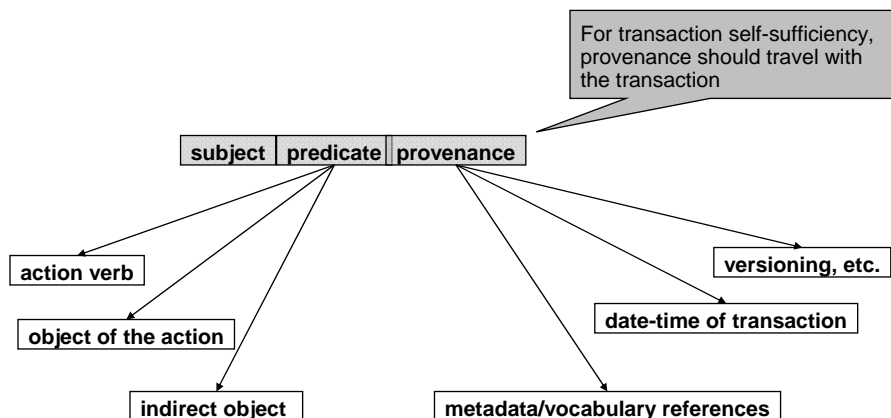 For transaction self-sufficiency,
provenance should travel with
the transaction
subject predicate provenance
action verb
versioning, etc.
object of the action
date-time of transaction
indirect object
metadata/vocabulary references